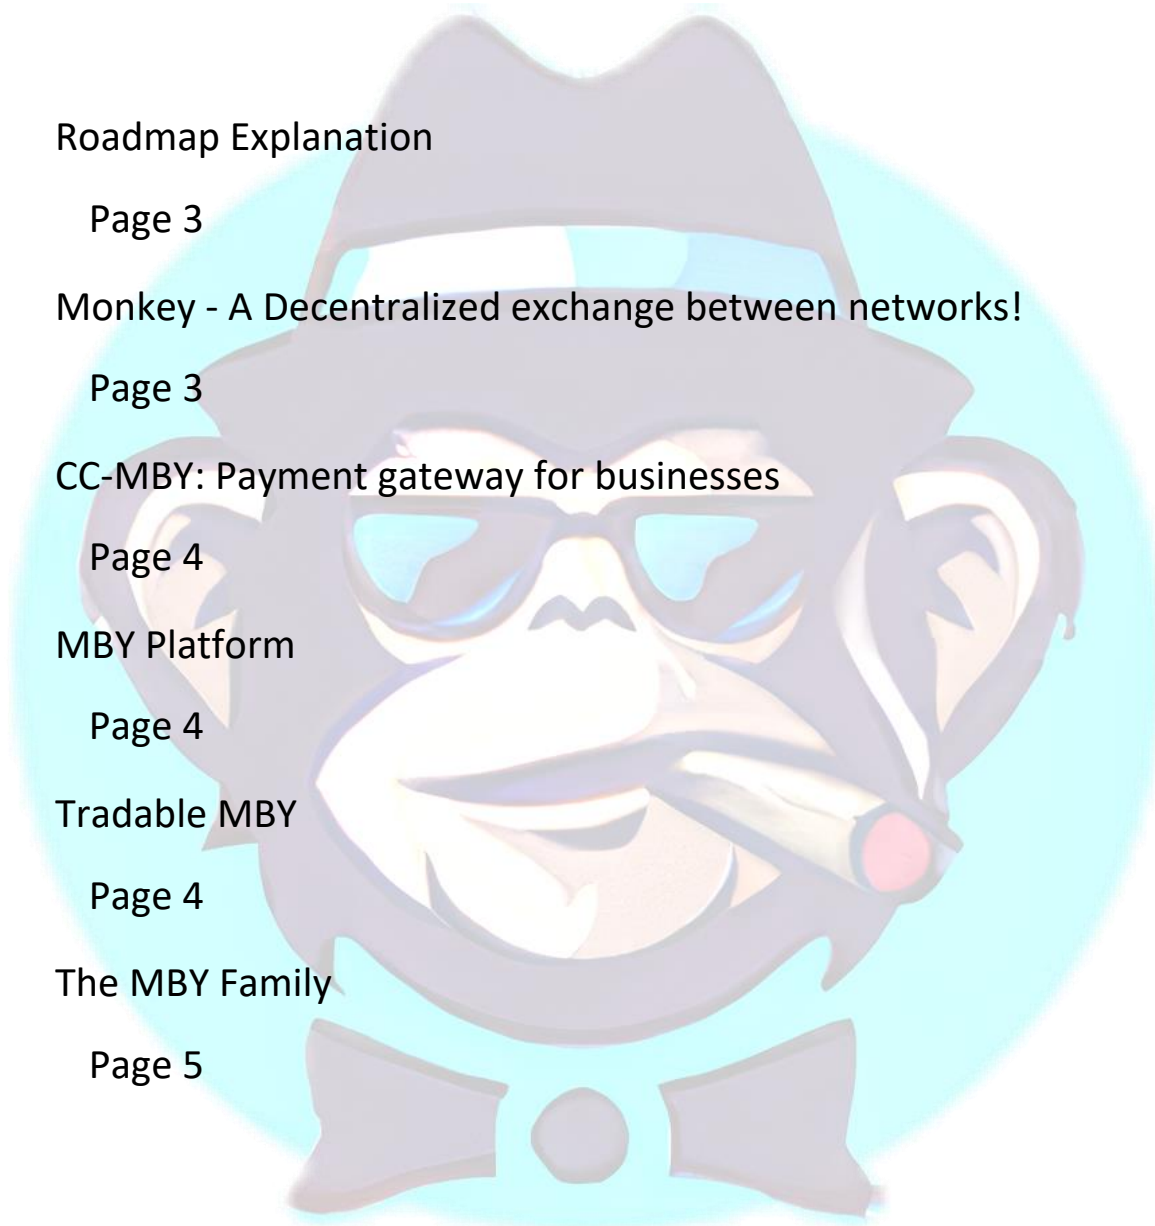 Roadmap Explanation
Page 3
Monkey - A Decentralized exchange between networks!
Page 3
CC-MBY: Payment gateway for businesses
Page 4
MBY Platform
Page 4
Tradable MBY
Page 4
The MBY Family
Page 5